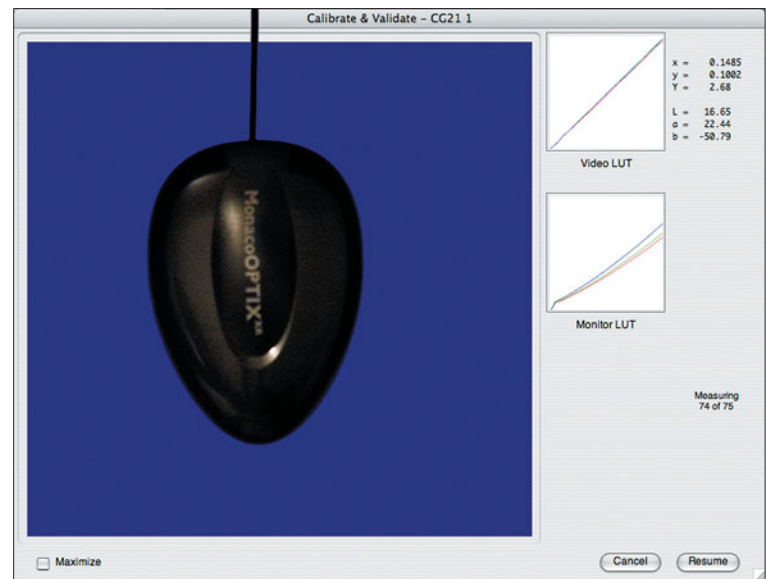 Calibrate & Validate - CG21 1
MonacoOPTIX XR
Video LUT
x = 0.1485
y = 0.1002
Y = 2.68
L = 16.65
a = 22.44
b = -50.79
Monitor LUT
Measuring
74 of 75
Maximize
Cancel
Resume